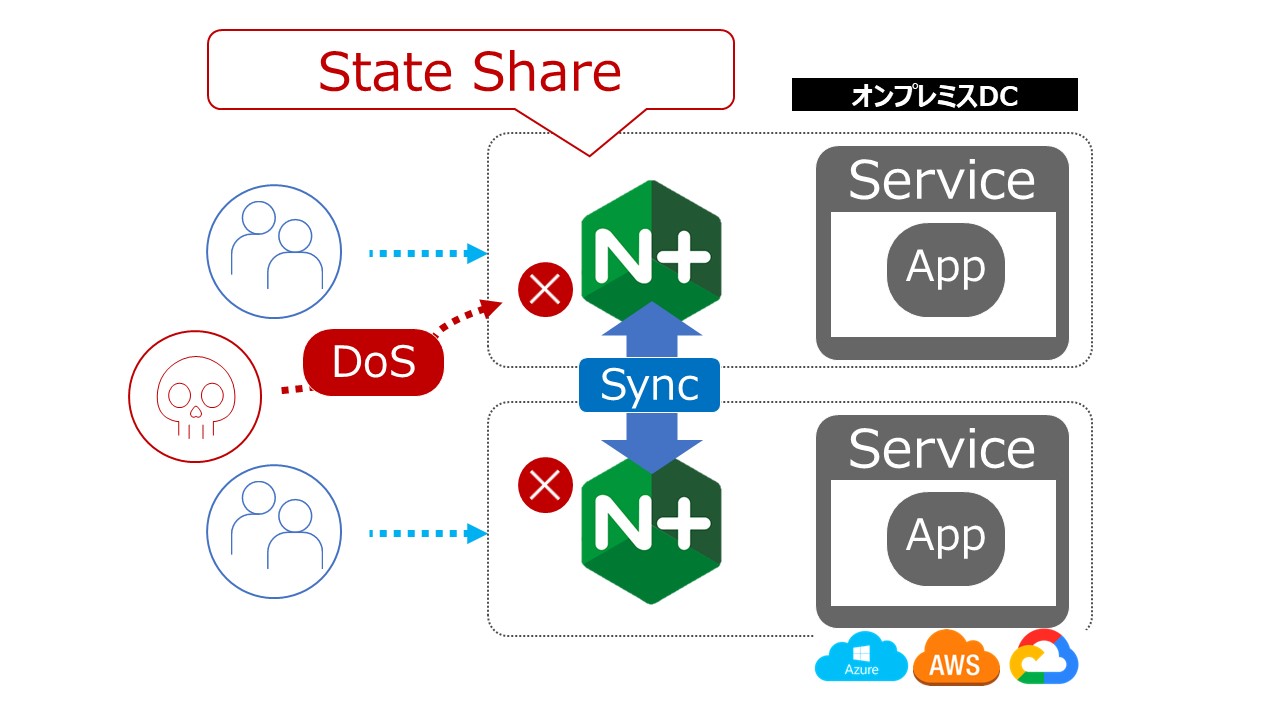 State Share
オンプレミスDC
Service
App
N+
DoS
Sync
Service
App
N+
Azure
AWS